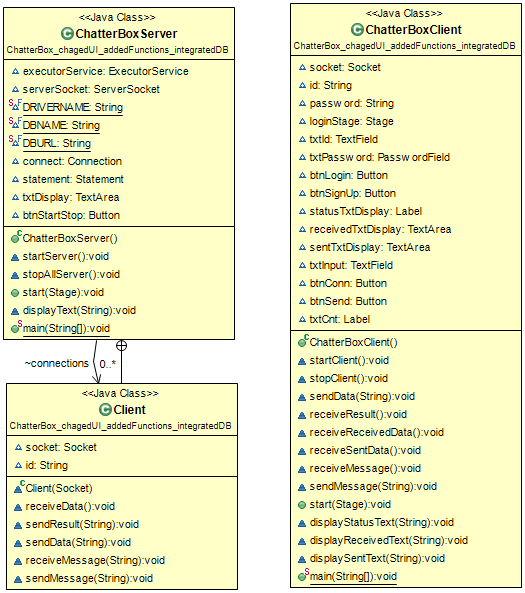 <<Java Class>>
ChatterBoxServer
ChatterBox_chagedUI_addedFunctions_integratedDB
executorService: ExecutorService
serverSocket: ServerSocket
DRIVERNAME: String
DBNAME: String
DBURL: String
connect: Connection
statement: Statement
txtDisplay: TextArea
btnStartStop: Button
ChatterBoxServer()
startServer():void
stopAllServer():void
start(Stage):void
displayText(String):void
main(String[]):void
~connections
0..*
<<Java Class>>
Client
ChatterBox_chagedUI_addedFunctions_integratedDB
socket: Socket
id: String
Client(Socket)
receiveData():void
sendResult(String):void
sendData(String):void
receiveMessage(String):void
sendMessage(String):void
<<Java Class>>
ChatterBoxClient
ChatterBox_chagedUI_addedFunctions_integratedDB
socket: Socket
id: String
password: String
loginStage: Stage
txtId: TextField
txtPassword: PasswordField
btnLogin: Button
btnSignUp: Button
statusTxtDisplay: Label
receivedTxtDisplay: TextArea
sentTxtDisplay: TextArea
txtInput: TextField
btnConn: Button
btnSend: Button
txtCnt: Label
ChatterBoxClient()
startClient():void
stopClient():void
sendData(String):void
receiveResult():void
receiveReceivedData():void
receiveSentData():void
receiveMessage():void
sendMessage(String):void
start(Stage):void
displayStatusText(String):void
displayReceivedText(String):void
displaySentText(String):void
main(String[]):void